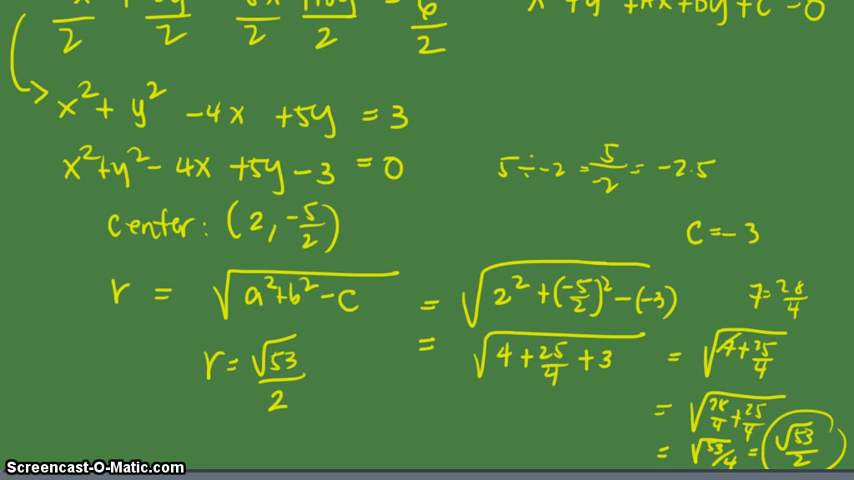 x² + y² - 4x + 5y = 3
x² + y² - 4x + 5y - 3 = 0
5 ÷ -2 = 5/-2 = -2.5
center: (2, -5/2)
c = -3
r = √(a² + b² - c) = √(2² + (-5/2)² - (-3))
7 = 28/4
= √(4 + 25/4 + 3) = √(7 + 25/4)
r = √53/2
= √(28/4 + 25/4)
= √(53/4) = √53/2
Screencast-O-Matic.com